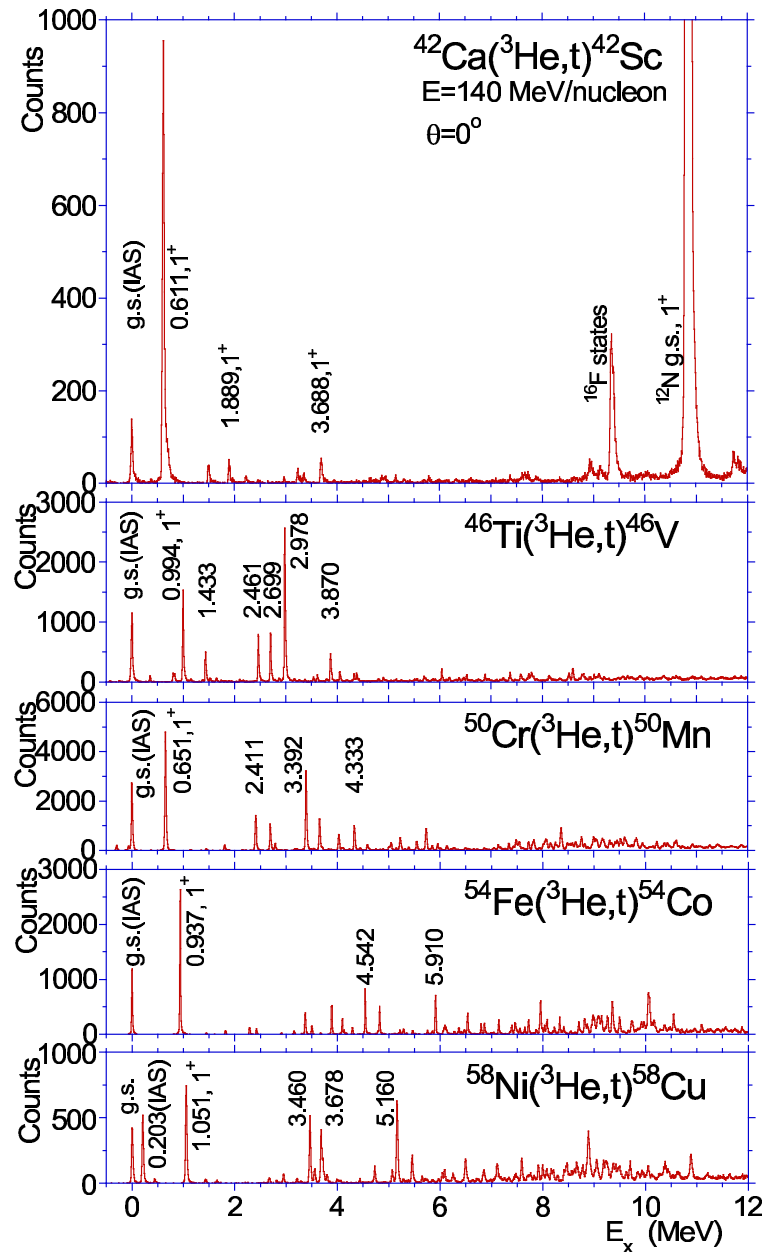 ⁴²Ca(³He,t)⁴²Sc
E=140 MeV/nucleon
θ=0°
Counts
1000
800
600
400
200
0
g.s.(IAS)
0.611,1⁺
1.889,1⁺
3.688,1⁺
¹⁶F states
¹²N g.s., 1⁺
⁴⁶Ti(³He,t)⁴⁶V
Counts
3000
2000
1000
0
g.s.(IAS)
0.994, 1⁺
1.433
2.461
2.699
2.978
3.870
⁵⁰Cr(³He,t)⁵⁰Mn
Counts
6000
4000
2000
0
g.s.(IAS)
0.651,1⁺
2.411
3.392
4.333
⁵⁴Fe(³He,t)⁵⁴Co
Counts
3000
2000
1000
0
g.s.(IAS)
0.937, 1⁺
4.542
5.910
⁵⁸Ni(³He,t)⁵⁸Cu
Counts
1000
500
0
g.s.
0.203(IAS)
1.051, 1⁺
3.460
3.678
5.160
0 2 4 6 8 10 12
Eₓ (MeV)